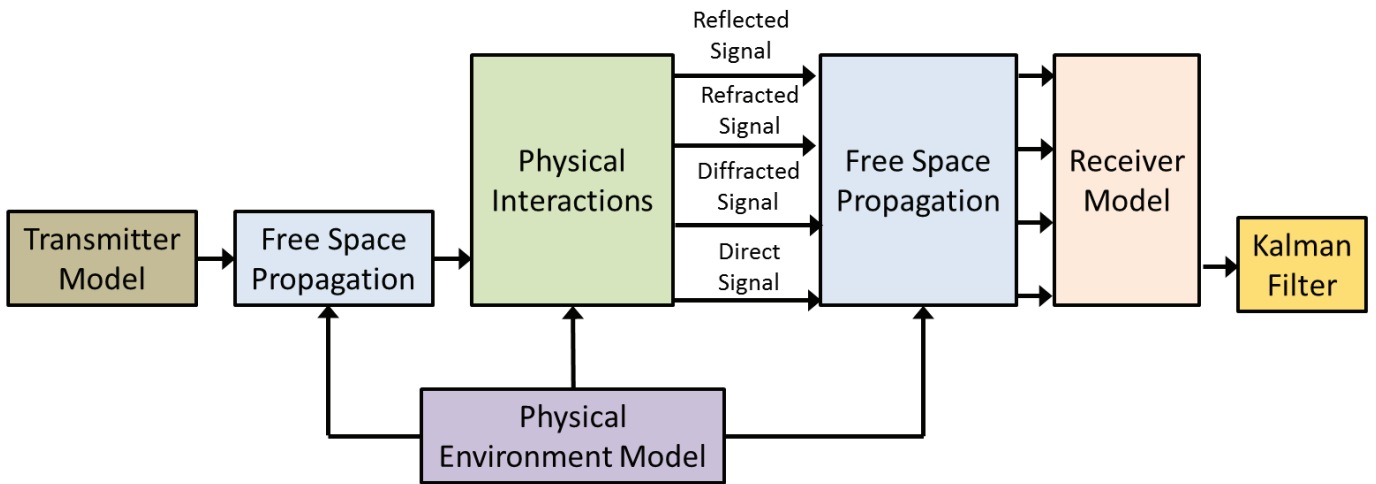 Transmitter
Model
Free Space
Propagation
Physical
Interactions
Reflected
Signal
Refracted
Signal
Diffracted
Signal
Direct
Signal
Free Space
Propagation
Receiver
Model
Kalman
Filter
Physical
Environment Model